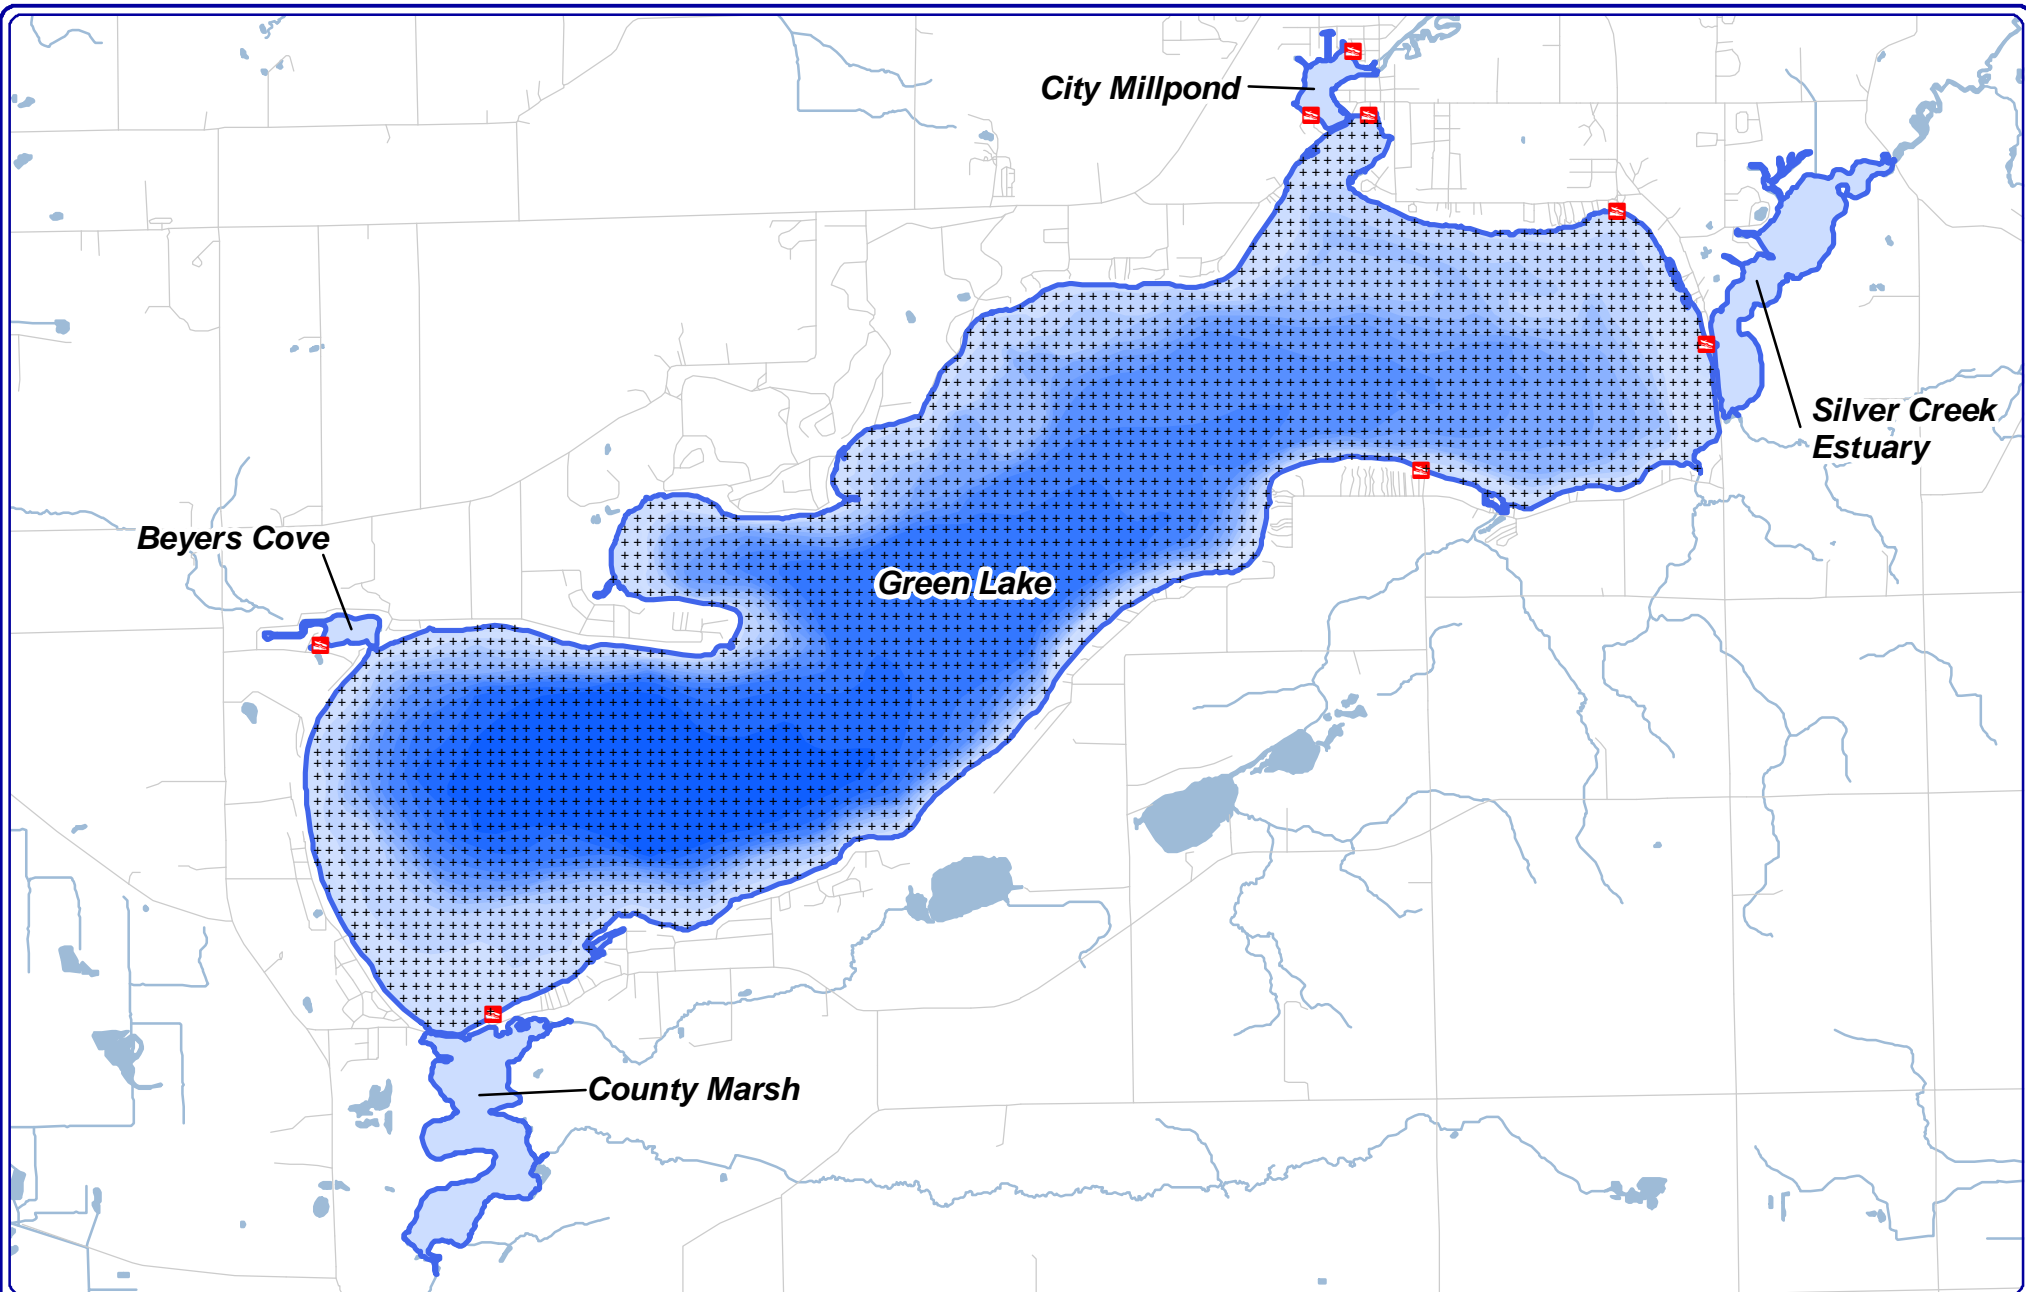 City Millpond
Silver Creek
Estuary
Beyers Cove
Green Lake
County Marsh